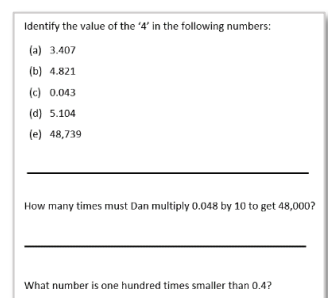 Identify the value of the ‘4’ in the following numbers:
(a) 3.407
(b) 4.821
(c) 0.043
(d) 5.104
(e) 48,739
How many times must Dan multiply 0.048 by 10 to get 48,000?
What number is one hundred times smaller than 0.4?